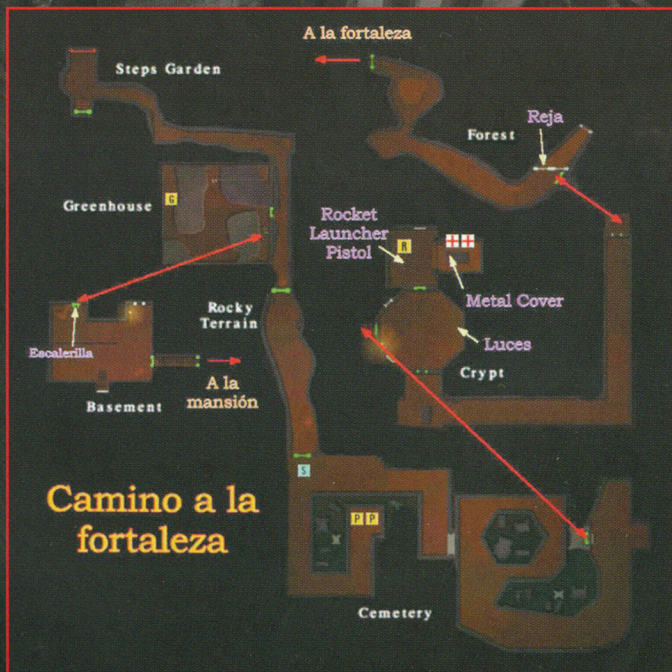 A la fortaleza
Steps Garden
Forest
Reja
Greenhouse
G
Rocket
Launcher
Pistol
R
Metal Cover
Rocky
Terrain
Luces
Escalerilla
Crypt
A la
mansión
Basement
S
Camino a la
fortaleza
P P
Cemetery